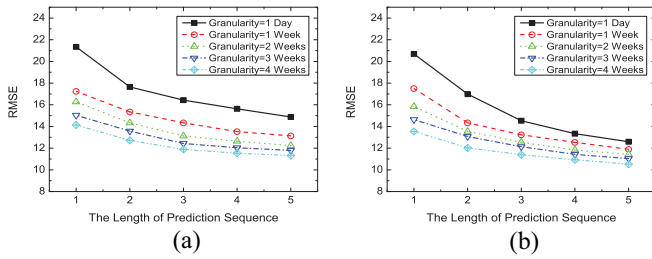 24
22
20
18
16
14
12
10
8
RMSE
Granularity=1 Day
Granularity=1 Week
Granularity=2 Weeks
Granularity=3 Weeks
Granularity=4 Weeks
1 2 3 4 5
The Length of Prediction Sequence
(a)
24
22
20
18
16
14
12
10
8
RMSE
Granularity=1 Day
Granularity=1 Week
Granularity=2 Weeks
Granularity=3 Weeks
Granularity=4 Weeks
1 2 3 4 5
The Length of Prediction Sequence
(b)